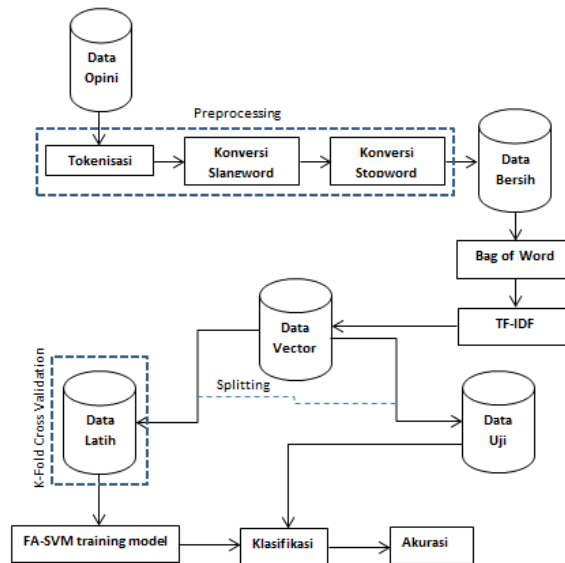 Data
Opini
Preprocessing
Tokenisasi
Konversi
Slangword
Konversi
Stopword
Data
Bersih
Bag of Word
TF-IDF
Data
Vector
Splitting
K-Fold Cross Validation
Data
Latih
Data
Uji
FA-SVM training model
Klasifikasi
Akurasi